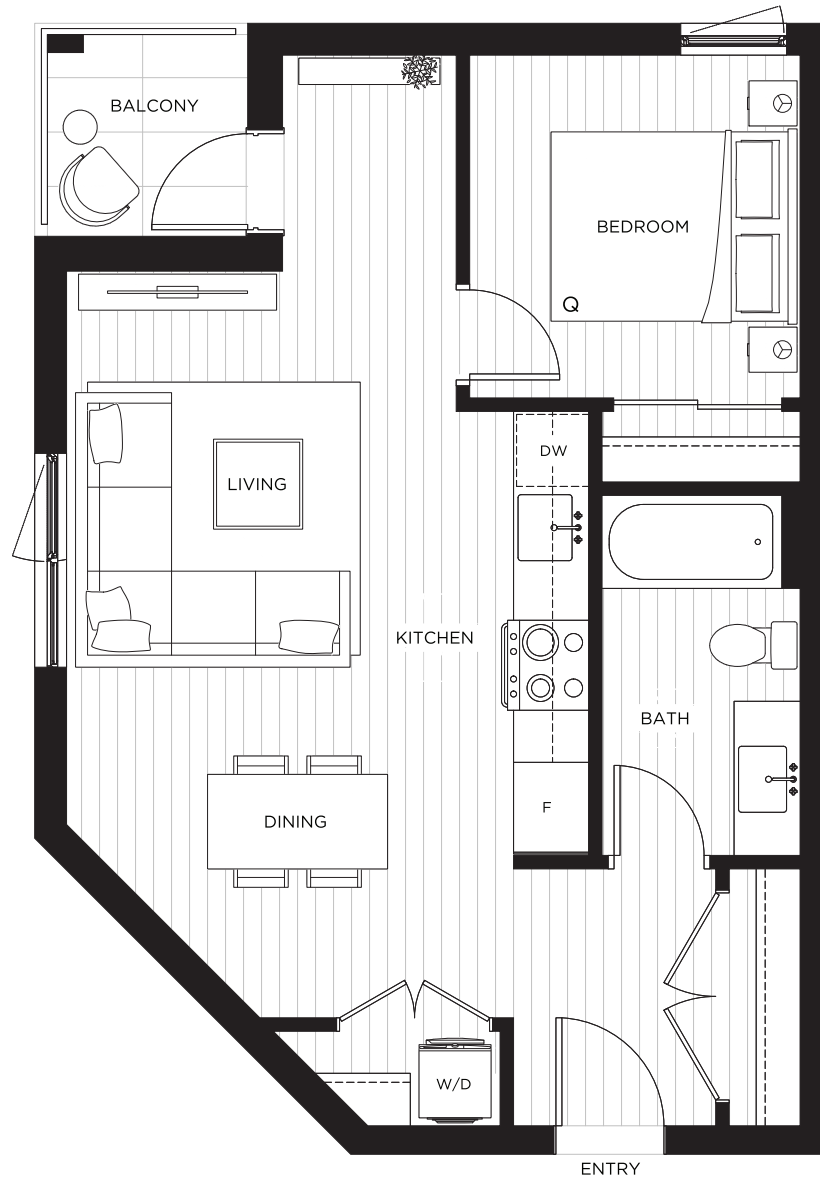 BALCONY
BEDROOM
Q
DW
LIVING
KITCHEN
BATH
F
DINING
W/D
ENTRY